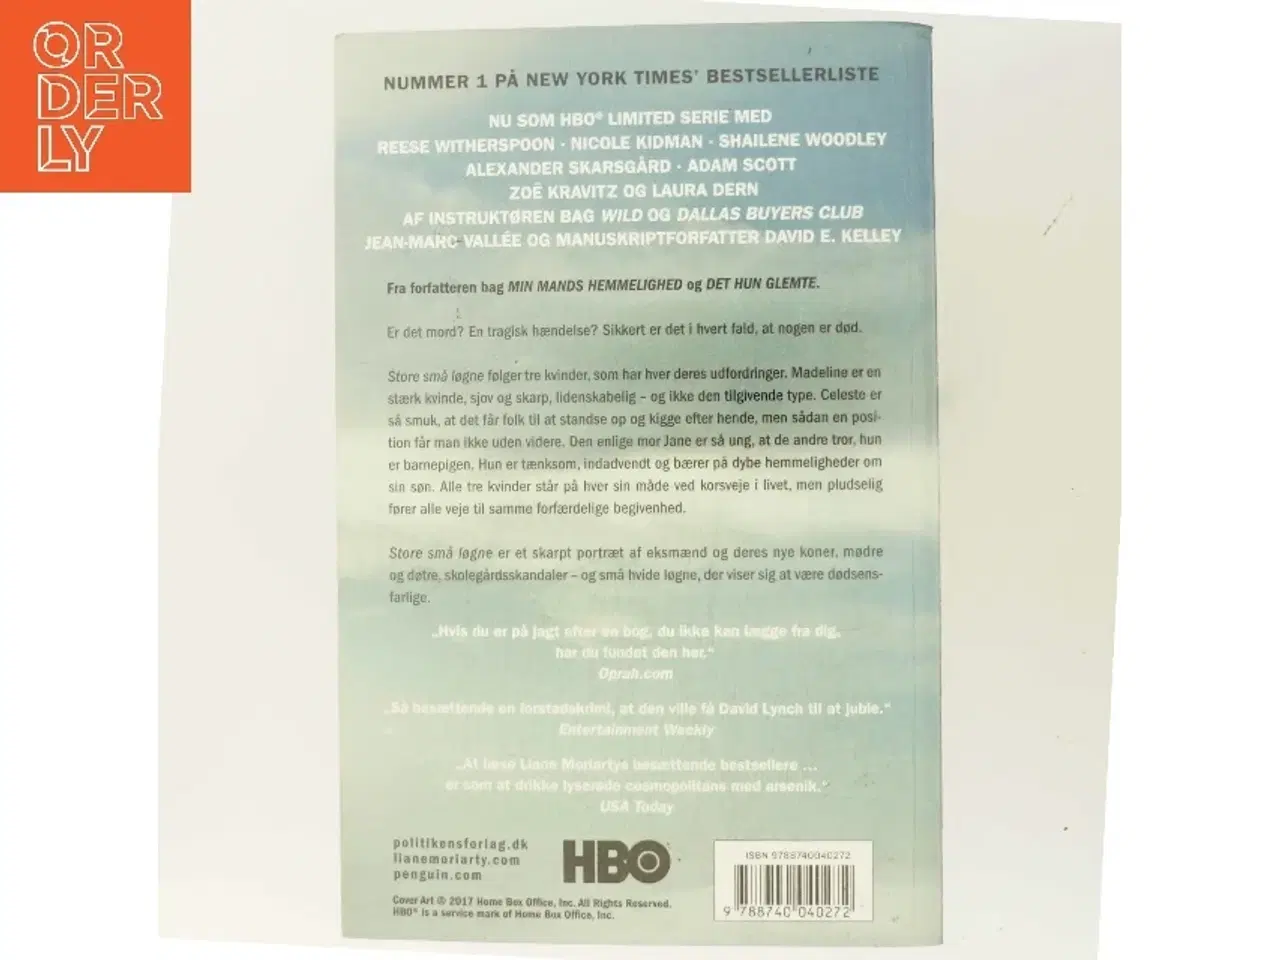 ORDERLY
NUMMER 1 PÅ NEW YORK TIMES' BESTSELLERLISTE
NU SOM HBO® LIMITED SERIE MED
REESE WITHERSPOON · NICOLE KIDMAN · SHAILENE WOODLEY
ALEXANDER SKARSGÅRD · ADAM SCOTT
ZOË KRAVITZ OG LAURA DERN
AF INSTRUKTØREN BAG WILD OG DALLAS BUYERS CLUB
JEAN-MARC VALLÉE OG MANUSKRIPTFORFATTER DAVID E. KELLEY
Fra forfatteren bag MIN MANDS HEMMELIGHED og DET HUN GLEMTE.
Er det mord? En tragisk hændelse? Sikkert er det i hvert fald, at nogen er død.
Store små løgne følger tre kvinder, som har hver deres udfordringer. Madeline er en
stærk kvinde, sjov og skarp, lidenskabelig – og ikke den tilgivende type. Celeste er
så smuk, at det får folk til at standse op og kigge efter hende, men sådan en posi-
tion får man ikke uden videre. Den enlige mor Jane er så ung, at de andre tror, hun
er barnepigen. Hun er tænksom, indadvendt og bærer på dybe hemmeligheder om
sin søn. Alle tre kvinder står på hver sin måde ved korsveje i livet, men pludselig
fører alle veje til samme forfærdelige begivenhed.
Store små løgne er et skarpt portræt af eksmænd og deres nye koner, mødre
og døtre, skolegårdsskandaler – og små hvide løgne, der viser sig at være dødsens-
farlige.
„Hvis du er på jagt efter en bog, du ikke kan lægge fra dig,
har du fundet den her.“
Oprah.com
„Så besættende en forstadskrimi, at den ville få David Lynch til at juble.“
Entertainment Weekly
„At læse Liane Moriartys besættende bestsellere ...
er som at drikke lyserøde cosmopolitans med arsenik.“
USA Today
politikensforlag.dk
lianemoriarty.com
penguin.com
HBO
Cover Art © 2017 Home Box Office, Inc. All Rights Reserved.
HBO® is a service mark of Home Box Office, Inc.
ISBN 9788740040272
9 788740 040272